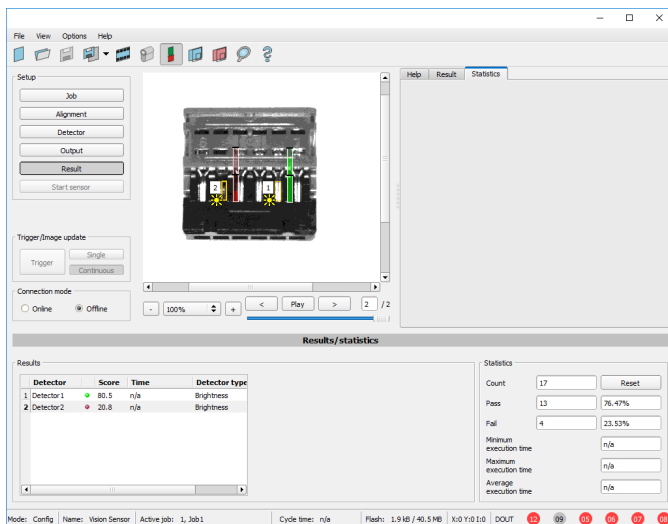 File View Options Help
Setup
Job
Alignment
Detector
Output
Result
Start sensor
Trigger/Image update
Trigger
Single
Continuous
Connection mode
Online Offline
2 1
- 100% + < Play > 2 / 2
Help Result Statistics
Results/statistics
Results
Detector Score Time Detector type
1 Detector1 80.5 n/a Brightness
2 Detector2 20.8 n/a Brightness
Statistics
Count 17 Reset
Pass 13 76.47%
Fail 4 23.53%
Minimum
execution time n/a
Maximum
execution time n/a
Average
execution time n/a
Mode: Config Name: Vision Sensor Active job: 1, Job1 Cycle time: n/a Flash: 1.9 kB / 40.5 MB X:0 Y:0 I:0 DOUT 12 09 05 06 07 08